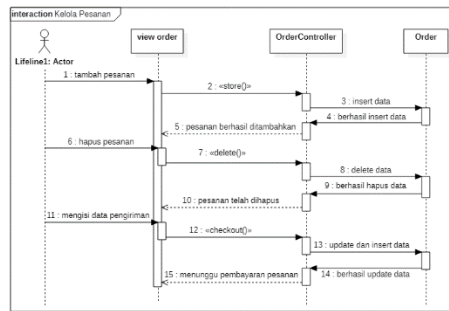 interaction Kelola Pesanan
view order
OrderController
Order
Lifeline1: Actor
1 : tambah pesanan
2 : «store()»
3 : insert data
4 : berhasil insert data
5 : pesanan berhasil ditambahkan
6 : hapus pesanan
7 : «delete()»
8 : delete data
9 : berhasil hapus data
10 : pesanan telah dihapus
11 : mengisi data pengiriman
12 : «checkout()»
13 : update dan insert data
14 : berhasil update data
15 : menunggu pembayaran pesanan